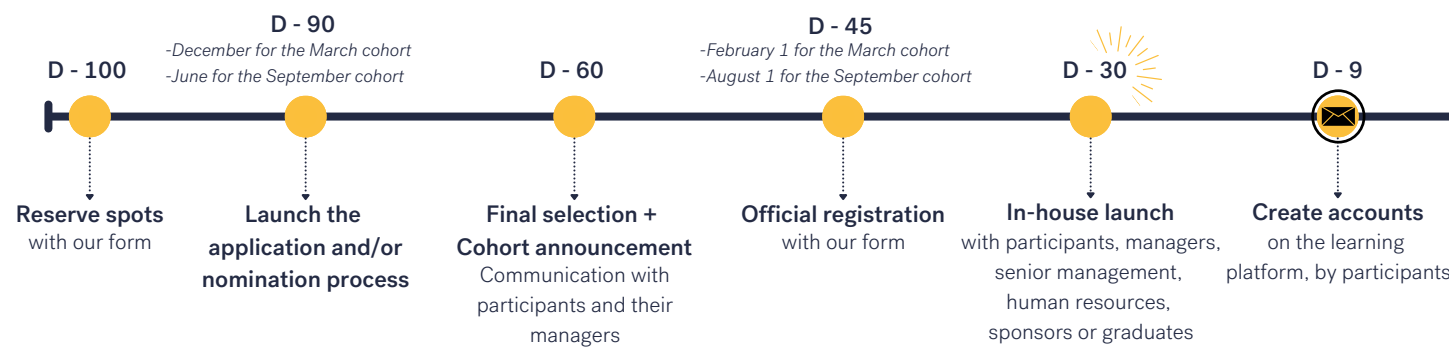 D - 100
Reserve spots
with our form
D - 90
-December for the March cohort
-June for the September cohort
Launch the
application and/or
nomination process
D - 60
Final selection +
Cohort announcement
Communication with
participants and their
managers
D - 45
-February 1 for the March cohort
-August 1 for the September cohort
Official registration
with our form
D - 30
In-house launch
with participants, managers,
senior management,
human resources,
sponsors or graduates
D - 9
Create accounts
on the learning
platform, by participants